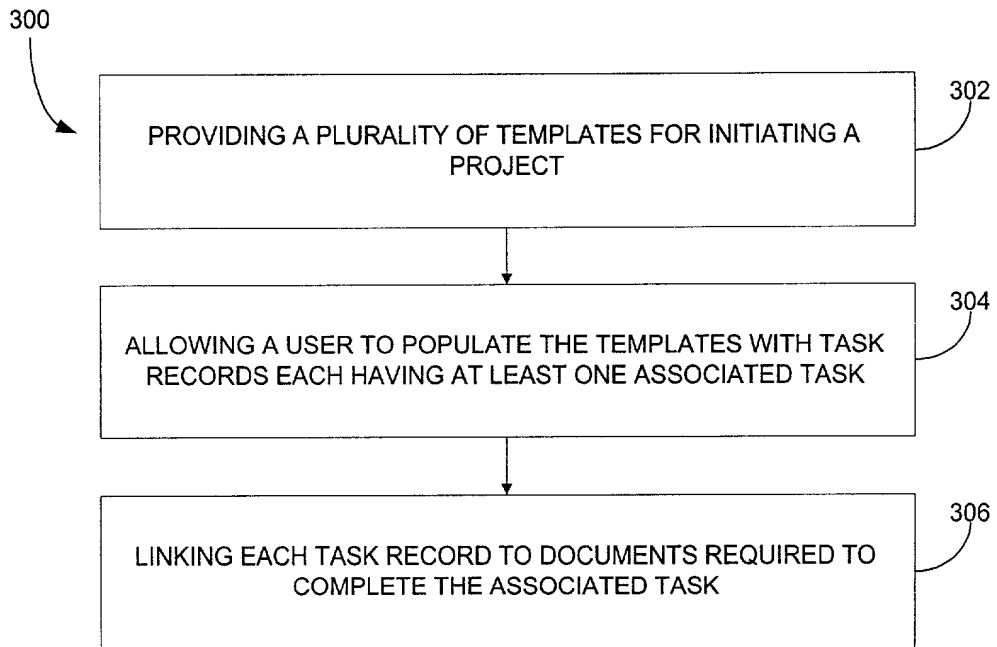 300
302
PROVIDING A PLURALITY OF TEMPLATES FOR INITIATING A
PROJECT
304
ALLOWING A USER TO POPULATE THE TEMPLATES WITH TASK
RECORDS EACH HAVING AT LEAST ONE ASSOCIATED TASK
306
LINKING EACH TASK RECORD TO DOCUMENTS REQUIRED TO
COMPLETE THE ASSOCIATED TASK